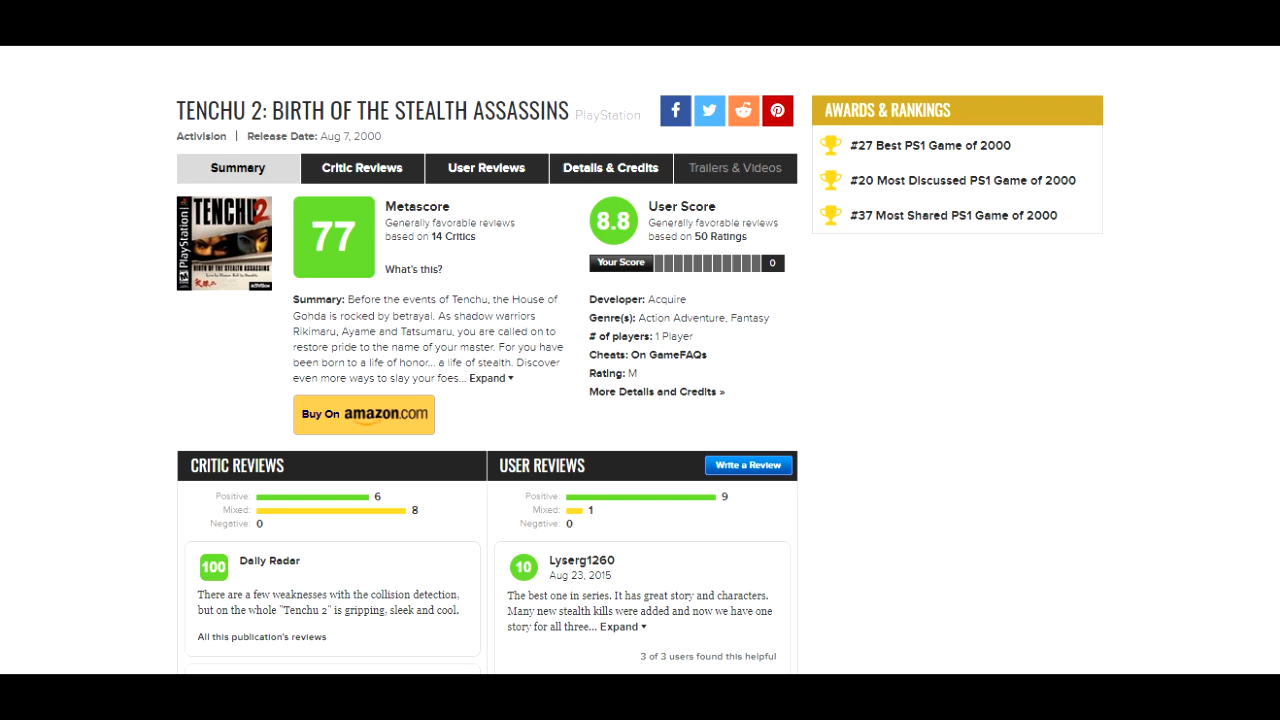 TENCHU 2: BIRTH OF THE STEALTH ASSASSINS PlayStation
Activision | Release Date: Aug 7, 2000
Summary
Critic Reviews
User Reviews
Details & Credits
Trailers & Videos
PlayStation
TENCHU 2
BIRTH OF THE STEALTH ASSASSINS
ACTIVISION
77
Metascore
Generally favorable reviews
based on 14 Critics
What's this?
8.8
User Score
Generally favorable reviews
based on 50 Ratings
Your Score
0
Summary: Before the events of Tenchu, the House of
Gohda is rocked by betrayal. As shadow warriors
Rikimaru, Ayame and Tatsumaru, you are called on to
restore pride to the name of your master. For you have
been born to a life of honor... a life of stealth. Discover
even more ways to slay your foes... Expand
Buy On amazon.com
Developer: Acquire
Genre(s): Action Adventure, Fantasy
# of players: 1 Player
Cheats: On GameFAQs
Rating: M
More Details and Credits »
CRITIC REVIEWS
Positive: 6
Mixed: 8
Negative: 0
100
Daily Radar
There are a few weaknesses with the collision detection,
but on the whole "Tenchu 2" is gripping, sleek and cool.
All this publication's reviews
USER REVIEWS
Write a Review
Positive: 9
Mixed: 1
Negative: 0
10
Lyserg1260
Aug 23, 2015
The best one in series. It has great story and characters.
Many new stealth kills were added and now we have one
story for all three... Expand
3 of 3 users found this helpful
AWARDS & RANKINGS
#27 Best PS1 Game of 2000
#20 Most Discussed PS1 Game of 2000
#37 Most Shared PS1 Game of 2000